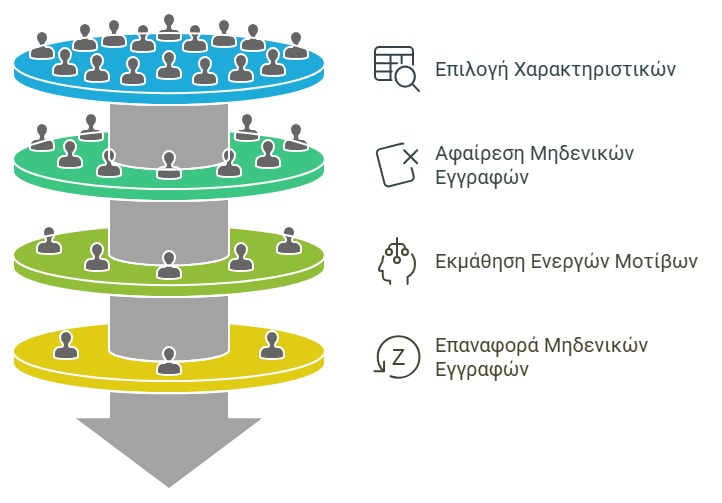 Επιλογή Χαρακτηριστικών
Αφαίρεση Μηδενικών
Εγγραφών
Εκμάθηση Ενεργών Μοτίβων
Επαναφορά Μηδενικών
Εγγραφών
Z